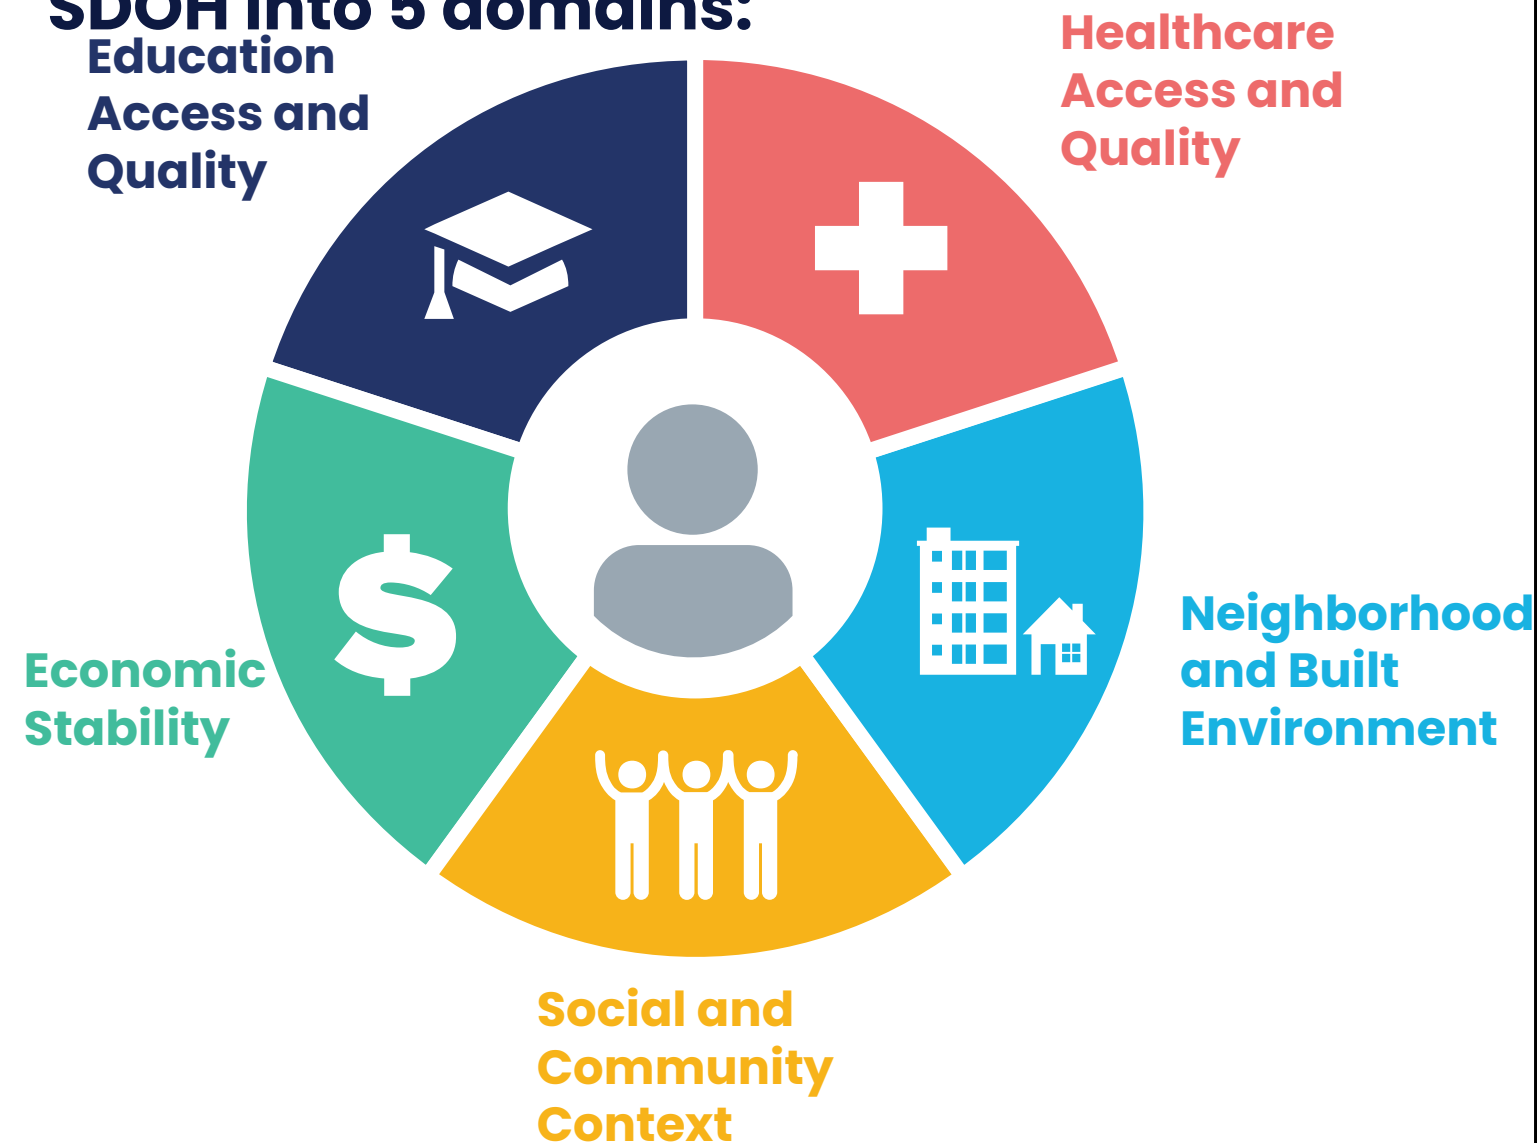 SDOH into 5 domains:
Education
Access and
Quality
Healthcare
Access and
Quality
Neighborhood
and Built
Environment
Economic
Stability
Social and
Community
Context